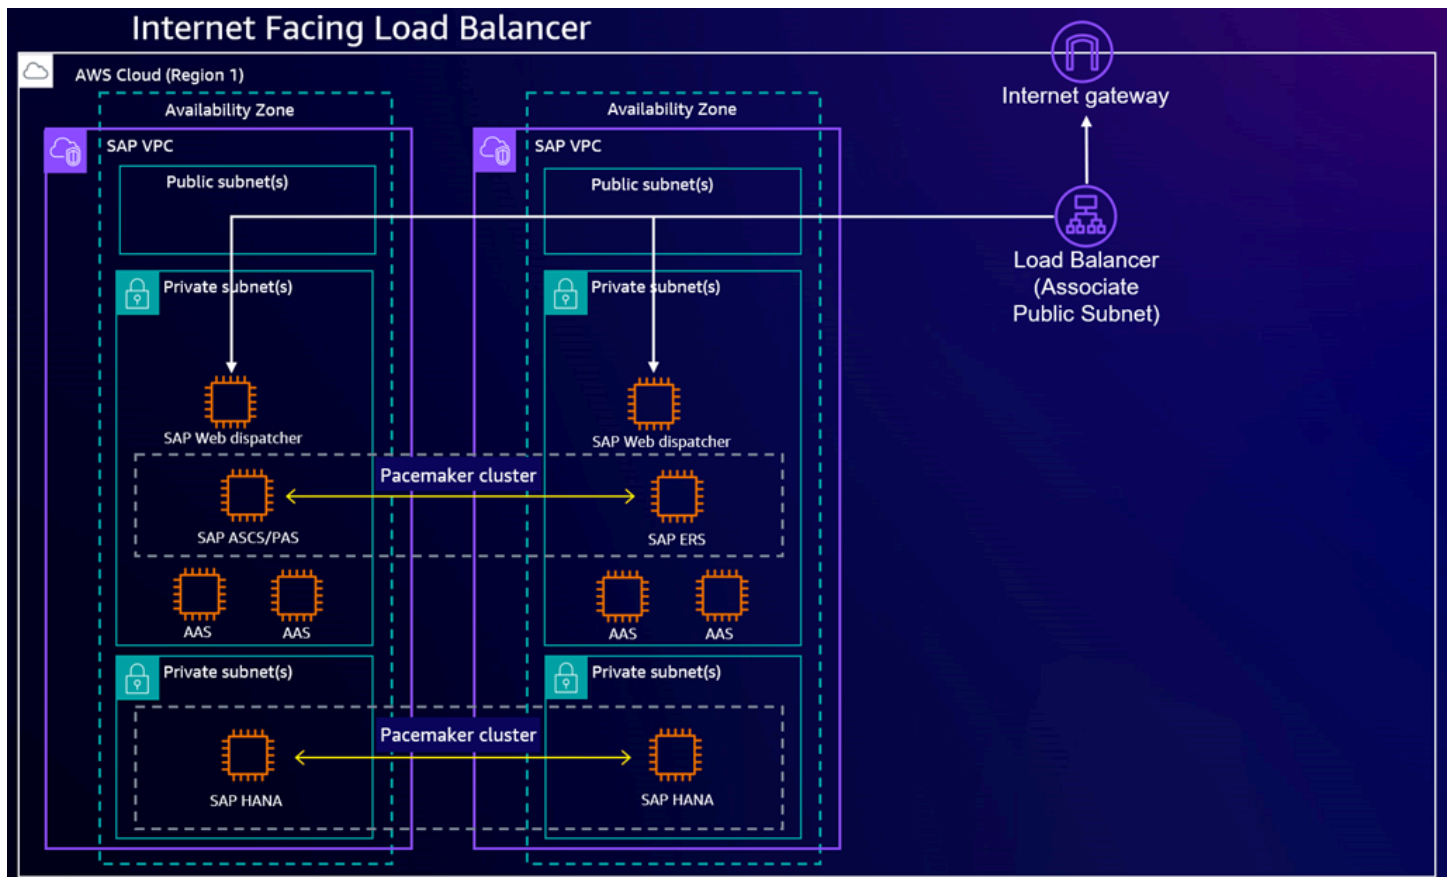 Internet Facing Load Balancer
AWS Cloud (Region 1)
Internet gateway
Availability Zone
Availability Zone
SAP VPC
SAP VPC
Public subnet(s)
Public subnet(s)
Load Balancer
(Associate
Public Subnet)
Private subnet(s)
Private subnet(s)
SAP Web dispatcher
SAP Web dispatcher
Pacemaker cluster
SAP ASCS/PAS
SAP ERS
AAS
AAS
AAS
AAS
Private subnet(s)
Private subnet(s)
Pacemaker cluster
SAP HANA
SAP HANA